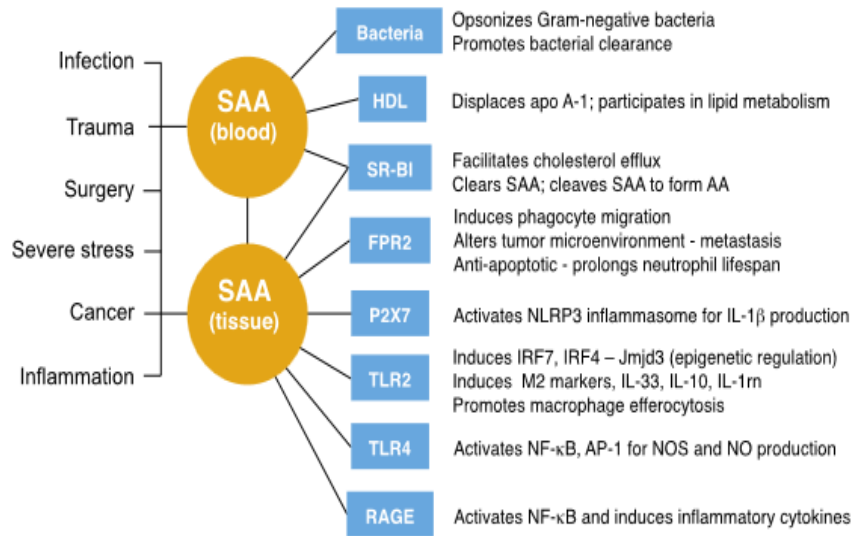 Infection
Trauma
Surgery
Severe stress
Cancer
Inflammation
SAA
(blood)
SAA
(tissue)
Bacteria
Opsonizes Gram-negative bacteria
Promotes bacterial clearance
HDL
Displaces apo A-1; participates in lipid metabolism
SR-BI
Facilitates cholesterol efflux
Clears SAA; cleaves SAA to form AA
FPR2
Induces phagocyte migration
Alters tumor microenvironment - metastasis
Anti-apoptotic - prolongs neutrophil lifespan
P2X7
Activates NLRP3 inflammasome for IL-1β production
TLR2
Induces IRF7, IRF4 – Jmjd3 (epigenetic regulation)
Induces M2 markers, IL-33, IL-10, IL-1rn
Promotes macrophage efferocytosis
TLR4
Activates NF-κB, AP-1 for NOS and NO production
RAGE
Activates NF-κB and induces inflammatory cytokines